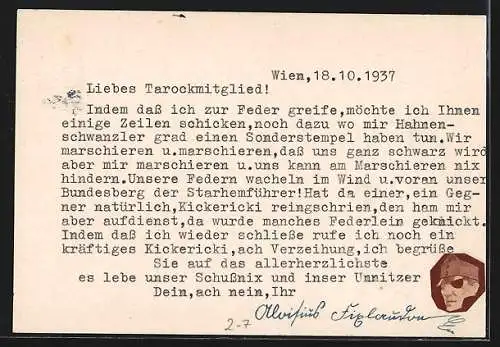 Wien,18.10.1937
Liebes Tarockmitglied!
Indem daß ich zur Feder greife,möchte ich Ihnen
einige Zeilen schicken,noch dazu wo mir Hahnen-
schwanzler grad einen Sonderstempel haben tun.Wir
marschieren u.marschieren,daß uns ganz schwarz wird
aber mir marschieren u.uns kann am Marschieren nix
hindern.Unsere Federn wacheln im Wind u.voran unser
Bundesberg der Starhemführer!Hat da einer,ein Geg-
ner natürlich,Kickericki reingschrien,den ham mir
aber aufdienst,da wurde manches Federlein geknickt.
Indem daß ich wieder schließe rufe ich noch ein
kräftiges Kickericki,ach Verzeihung,ich begrüße
Sie auf das allerherzlichste
es lebe unser Schußnix und inser Umnitzer
Dein,ach nein,Ihr
Aloisius
2-7